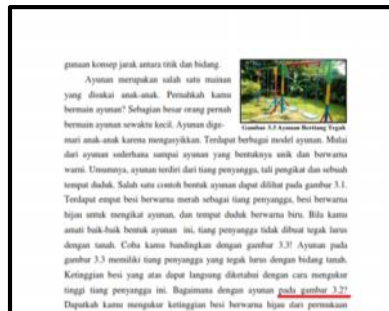 gunaan konsep jarak antara titik dan bidang.
Ayunan merupakan salah satu mainan
yang disukai anak-anak. Pernahkah kamu
bermain ayunan? Sebagian besar orang pernah
bermain ayunan sewaktu kecil. Ayunan dige-
Gambar 3.3 Ayunan Bertiang Tegak
mari anak-anak karena mengasyikkan. Terdapat berbagai model ayunan. Mulai
dari ayunan sederhana sampai ayunan yang bentuknya unik dan berwarna
warni. Umumnya, ayunan terdiri dari tiang penyangga, tali pengikat dan sebuah
tempat duduk. Salah satu contoh bentuk ayunan dapat dilihat pada gambar 3.1.
Terdapat empat besi berwarna merah sebagai tiang penyangga, besi berwarna
hijau untuk mengikat ayunan, dan tempat duduk berwarna biru. Bila kamu
amati baik-baik bentuk ayunan ini, tiang penyangga tidak dibuat tegak lurus
dengan tanah. Coba kamu bandingkan dengan gambar 3.3! Ayunan pada
gambar 3.3 memiliki tiang penyangga yang tegak lurus dengan bidang tanah.
Ketinggian besi yang atas dapat langsung diketahui dengan cara mengukur
tinggi tiang penyangga ini. Bagaimana dengan ayunan pada gambar 3.2?
Dapatkah kamu mengukur ketinggian besi berwarna hijau dari permukaan